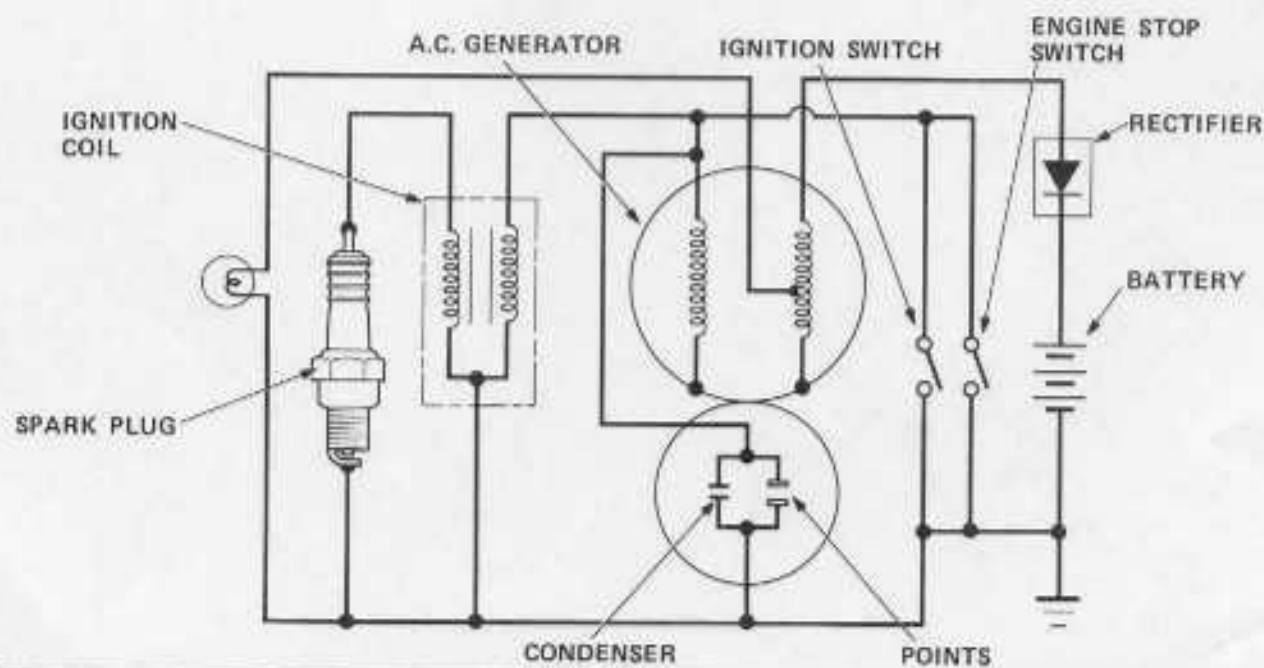 A.C. GENERATOR
IGNITION SWITCH
ENGINE STOP
SWITCH
IGNITION
COIL
RECTIFIER
BATTERY
SPARK PLUG
CONDENSER
POINTS